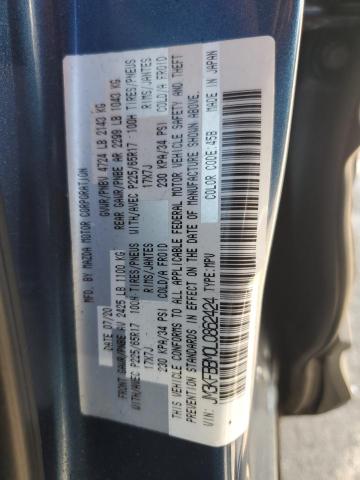 MFD. BY MAZDA MOTOR CORPORATION
DATE 07/20 GVWR/PNBV 4724 LB 2143 KG
FRONT GAWR/PNBE AV 2425 LB 1100 KG REAR GAWR/PNBE AR 2299 LB 1043 KG
WITH/AVEC P225/65R17 100H TIRES/PNEUS WITH/AVEC P225/65R17 100H TIRES/PNEUS
17X7J RIMS/JANTES 17X7J RIMS/JANTES
230 KPA/34 PSI COLD/A FROID 230 KPA/34 PSI COLD/A FROID
THIS VEHICLE CONFORMS TO ALL APPLICABLE FEDERAL MOTOR VEHICLE SAFETY AND THEFT
PREVENTION STANDARDS IN EFFECT ON THE DATE OF MANUFACTURE SHOWN ABOVE.
VIN: JM3KFBBM0L0862424 TYPE:MPV
COLOR CODE:45B MADE IN JAPAN